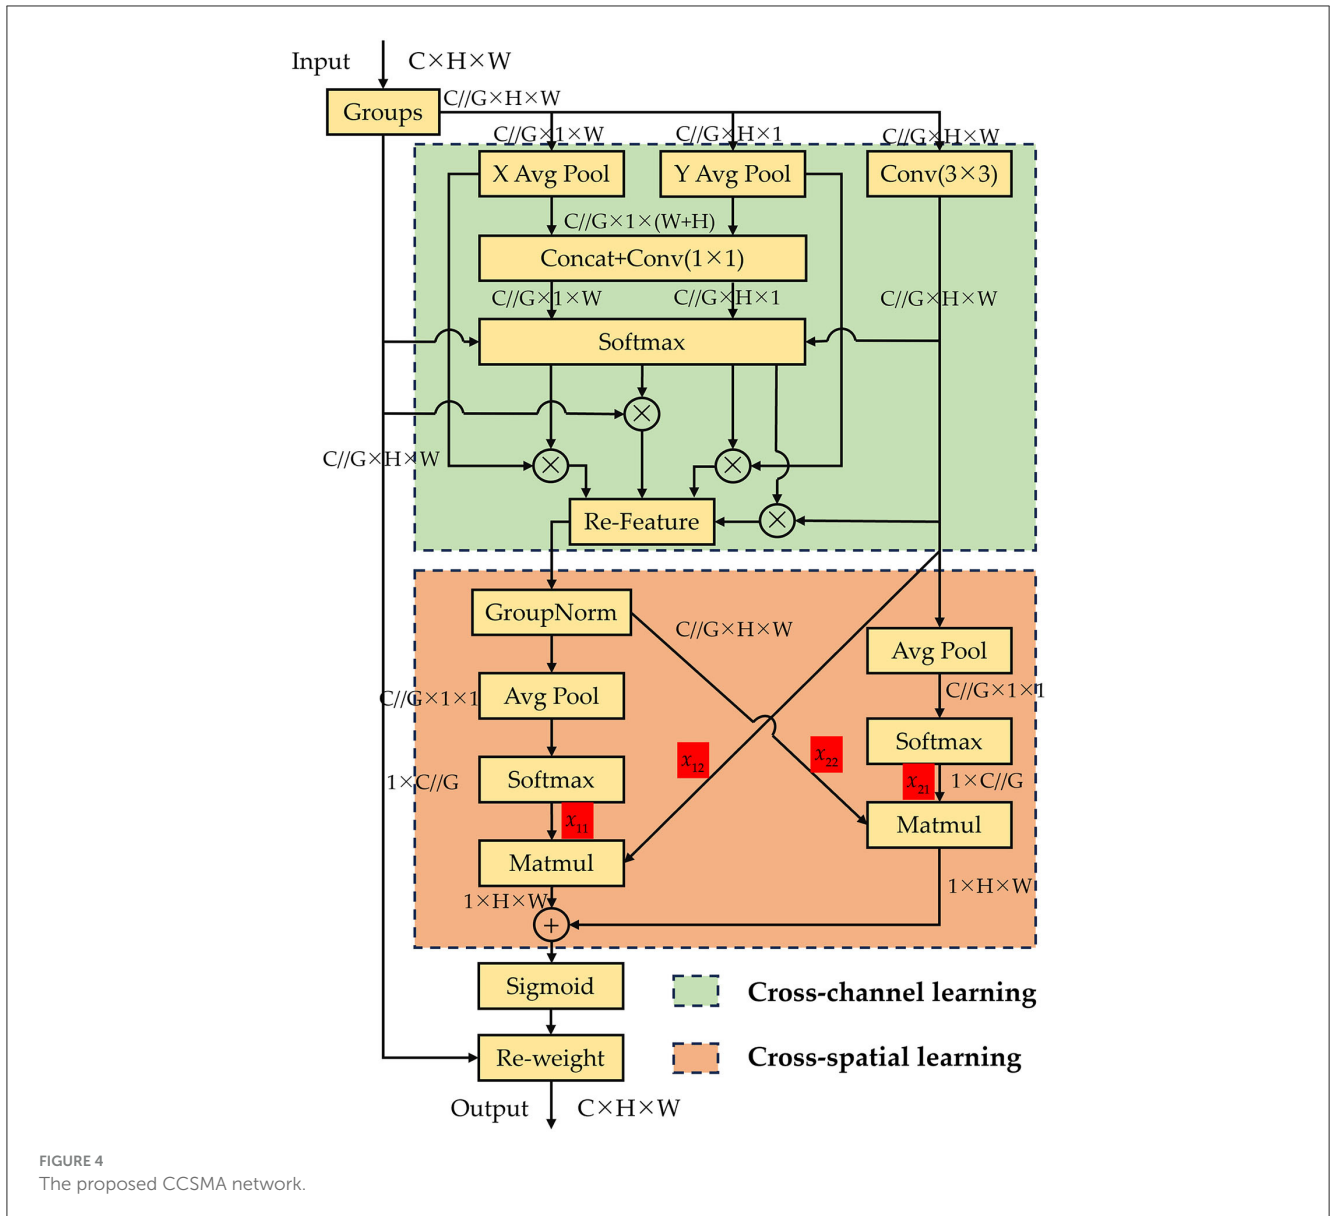 Input C×H×W
Groups
C//G×H×W
C//G×1×W
C//G×H×1
C//G×H×W
X Avg Pool
Y Avg Pool
Conv(3×3)
C//G×1×(W+H)
Concat+Conv(1×1)
C//G×1×W
C//G×H×1
C//G×H×W
Softmax
×
C//G×H×W
×
×
Re-Feature
×
GroupNorm
C//G×H×W
Avg Pool
C//G×1×1
Avg Pool
C//G×1×1
Softmax
x12
x22
1×C//G
Softmax
x21
1×C//G
x11
Matmul
Matmul
1×H×W
1×H×W
+
Sigmoid
Cross-channel learning
Re-weight
Cross-spatial learning
Output C×H×W
FIGURE 4
The proposed CCSMA network.